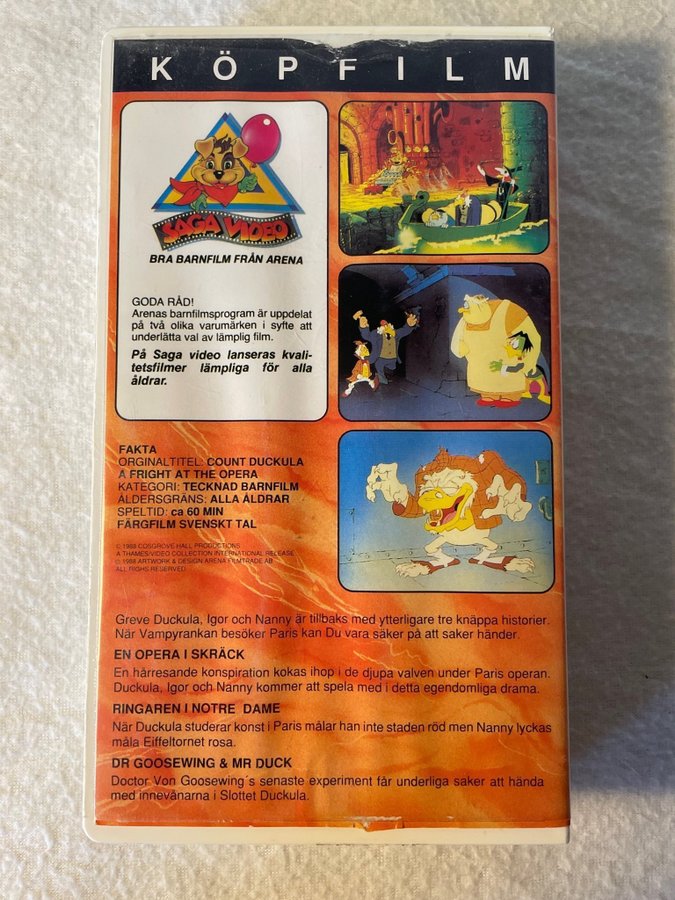 KÖPFILM
SAGA VIDEO
BRA BARNFILM FRÅN ARENA
GODA RÅD!
Arenas barnfilmsprogram är uppdelat
på två olika varumärken i syfte att
underlätta val av lämplig film.
På Saga video lanseras kvali-
tetsfilmer lämpliga för alla
åldrar.
FAKTA
ORGINALTITEL: COUNT DUCKULA
A FRIGHT AT THE OPERA
KATEGORI: TECKNAD BARNFILM
ÅLDERSGRÄNS: ALLA ÅLDRAR
SPELTID: ca 60 MIN
FÄRGFILM SVENSKT TAL
© 1988 COSGROVE HALL PRODUCTIONS
A THAMES/VIDEO COLLECTION INTERNATIONAL RELEASE
© 1988 ARTWORK & DESIGN ARENA FILMTRADE AB
ALL RIGHS RESERVED
Greve Duckula, Igor och Nanny är tillbaks med ytterligare tre knäppa historier.
När Vampyrankan besöker Paris kan Du vara säker på att saker händer.
EN OPERA I SKRÄCK
En hårresande konspiration kokas ihop i de djupa valven under Paris operan.
Duckula, Igor och Nanny kommer att spela med i detta egendomliga drama.
RINGAREN I NOTRE DAME
När Duckula studerar konst i Paris målar han inte staden röd men Nanny lyckas
måla Eiffeltornet rosa.
DR GOOSEWING & MR DUCK
Doctor Von Goosewing´s senaste experiment får underliga saker att hända
med innevånarna i Slottet Duckula.